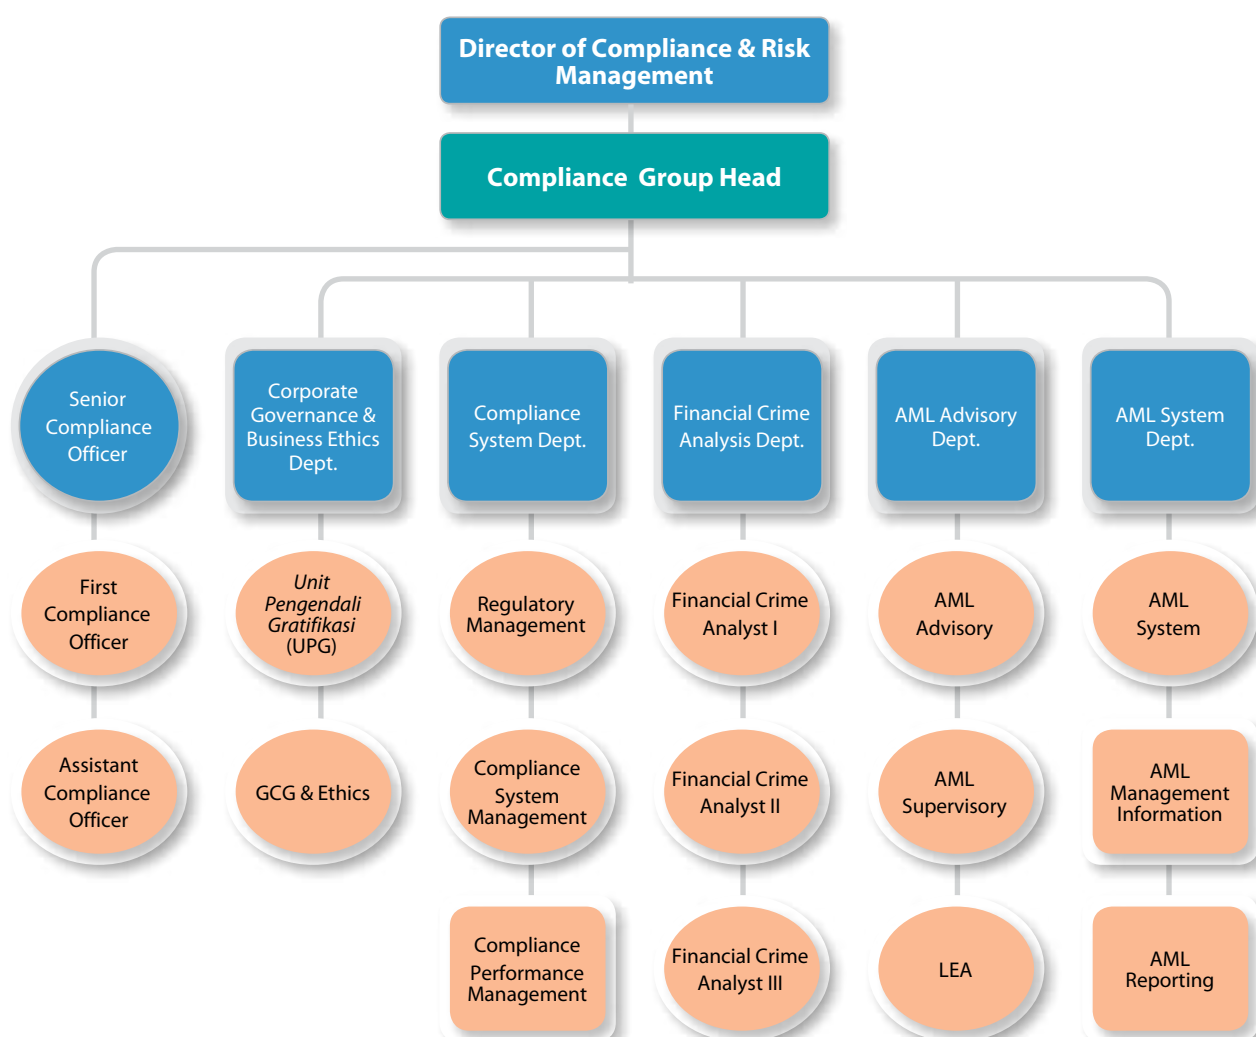 Director of Compliance & Risk
Management
Compliance Group Head
Senior
Compliance
Officer
Corporate
Governance &
Business Ethics
Dept.
Compliance
System Dept.
Financial Crime
Analysis Dept.
AML Advisory
Dept.
AML System
Dept.
First
Compliance
Officer
Unit
Pengendali
Gratifikasi
(UPG)
Regulatory
Management
Financial Crime
Analyst I
AML
Advisory
AML
System
Assistant
Compliance
Officer
GCG & Ethics
Compliance
System
Management
Financial Crime
Analyst II
AML
Supervisory
AML
Management
Information
Compliance
Performance
Management
Financial Crime
Analyst III
LEA
AML
Reporting